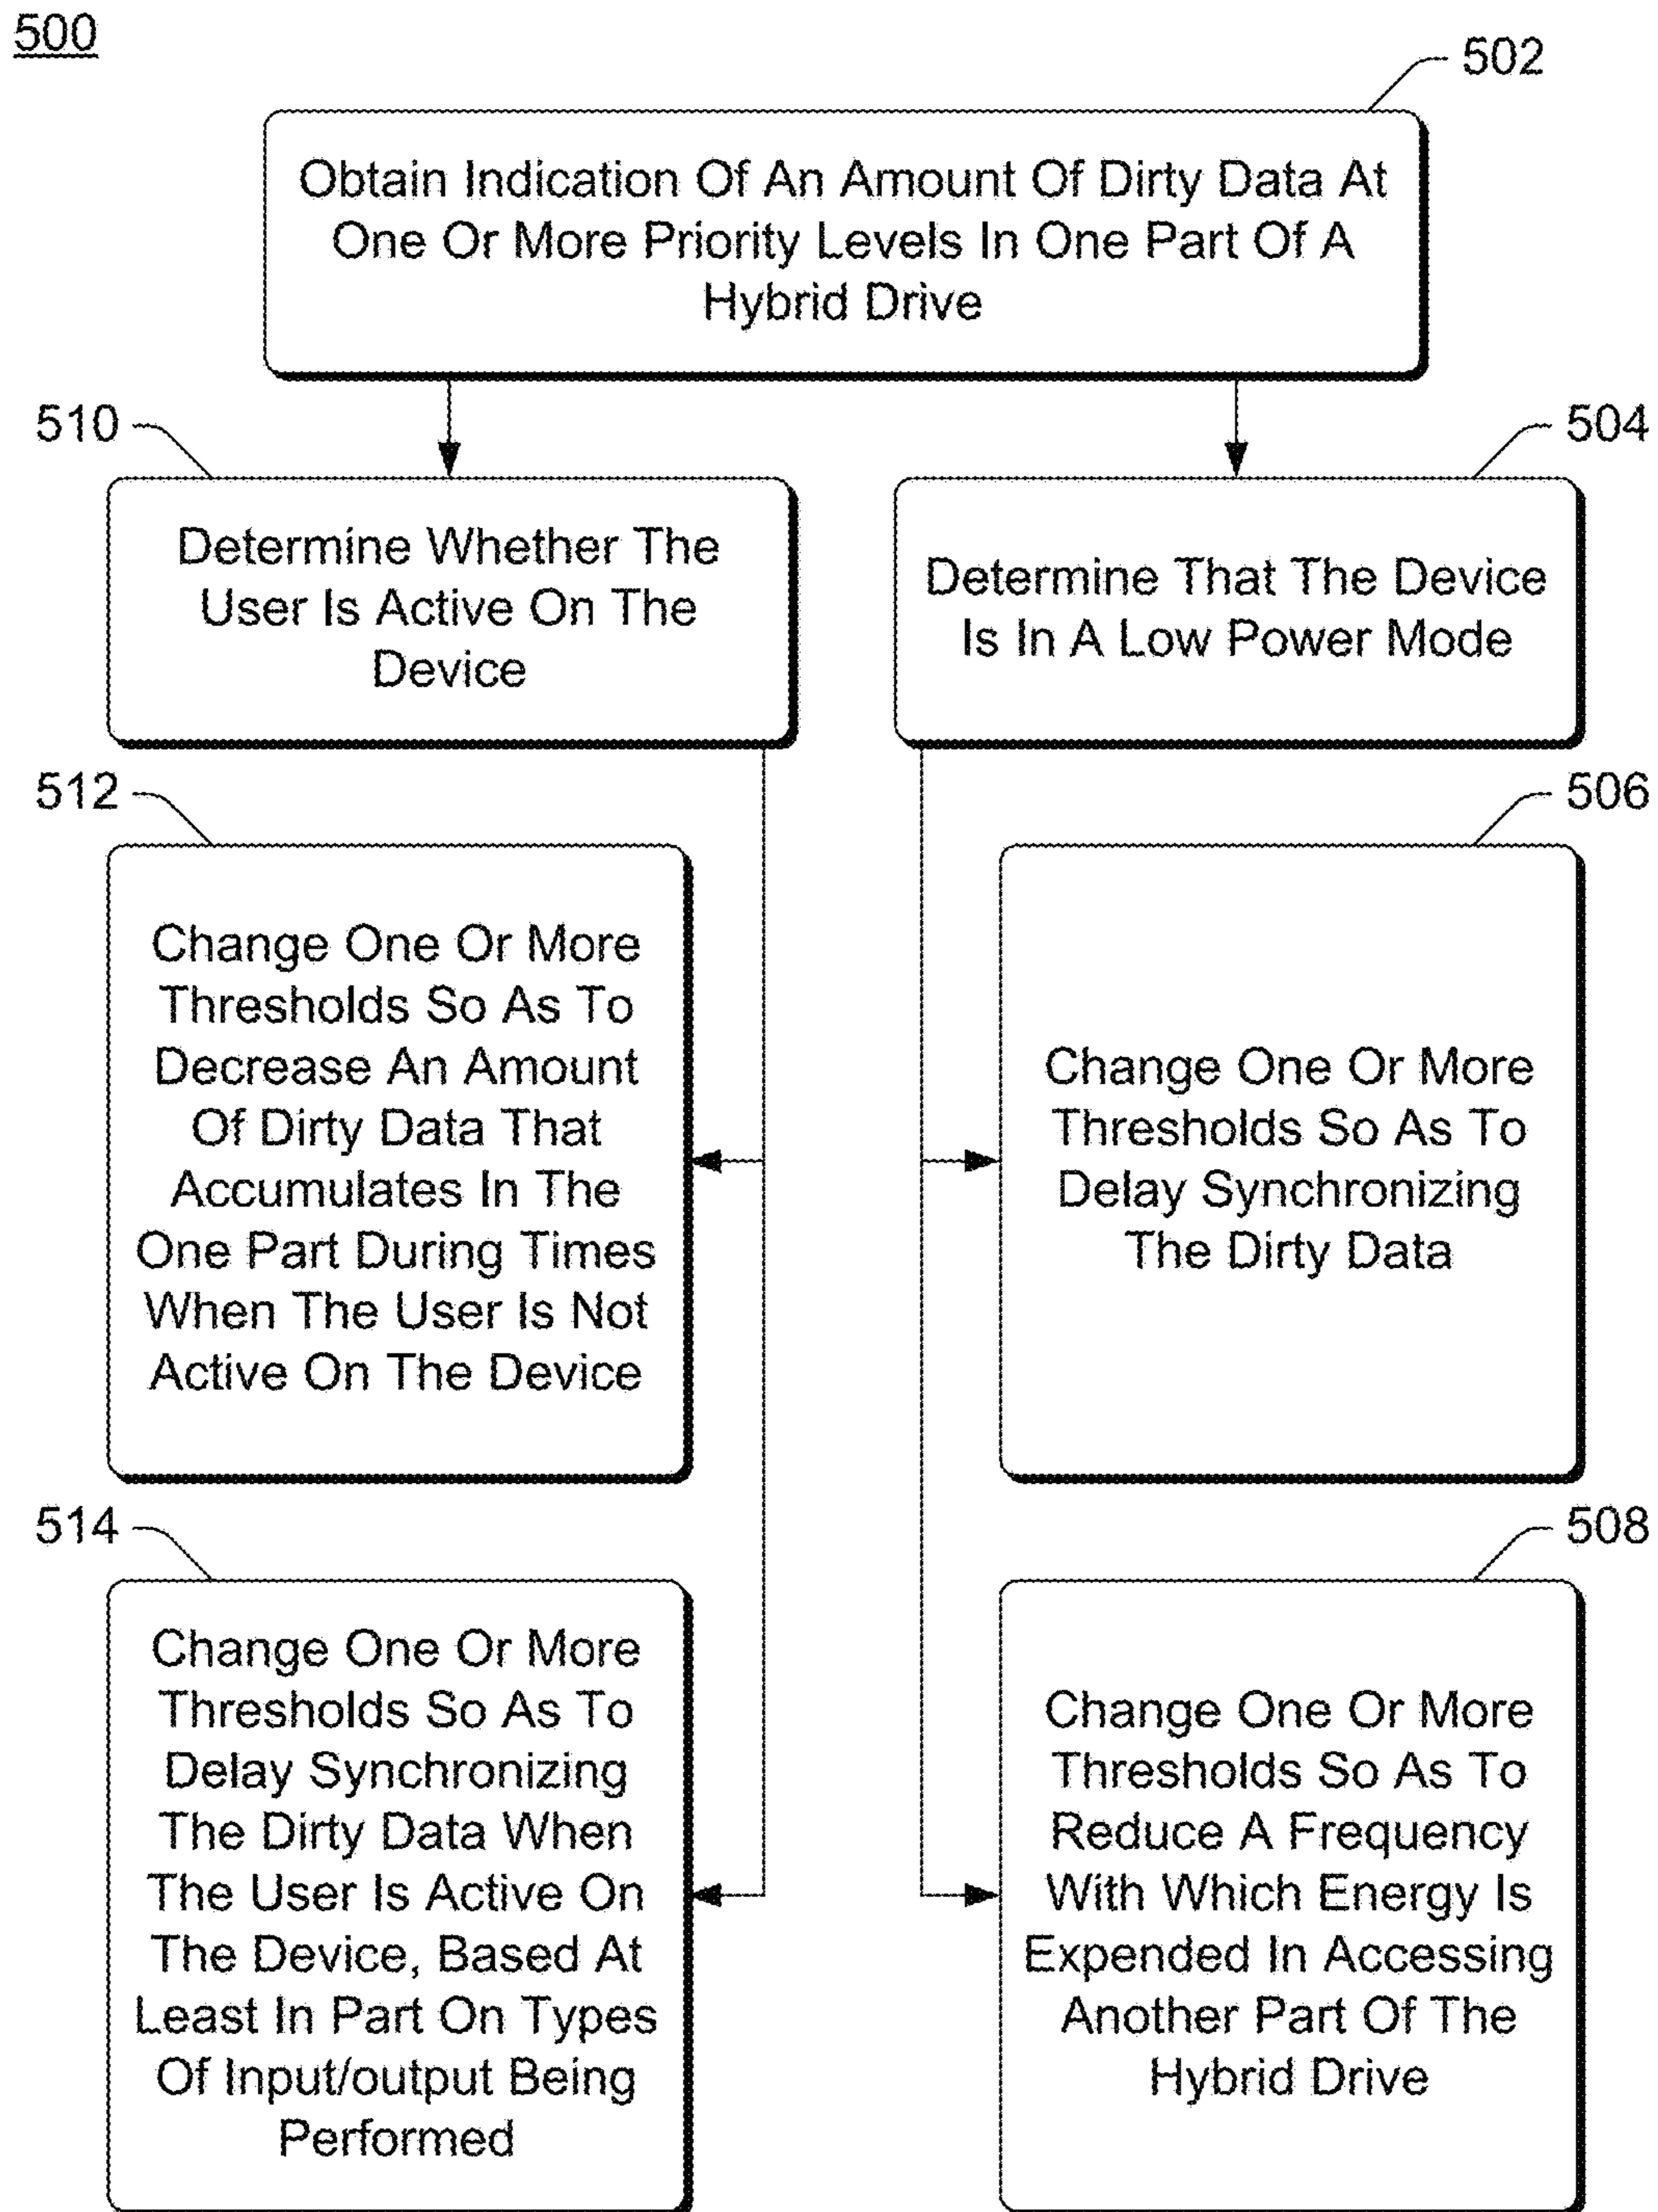 500
502
Obtain Indication Of An Amount Of Dirty Data At
One Or More Priority Levels In One Part Of A
Hybrid Drive
510
Determine Whether The
User Is Active On The
Device
504
Determine That The Device
Is In A Low Power Mode
512
Change One Or More
Thresholds So As To
Decrease An Amount
Of Dirty Data That
Accumulates In The
One Part During Times
When The User Is Not
Active On The Device
506
Change One Or More
Thresholds So As To
Delay Synchronizing
The Dirty Data
514
Change One Or More
Thresholds So As To
Delay Synchronizing
The Dirty Data When
The User Is Active On
The Device, Based At
Least In Part On Types
Of Input/output Being
Performed
508
Change One Or More
Thresholds So As To
Reduce A Frequency
With Which Energy Is
Expended In Accessing
Another Part Of The
Hybrid Drive